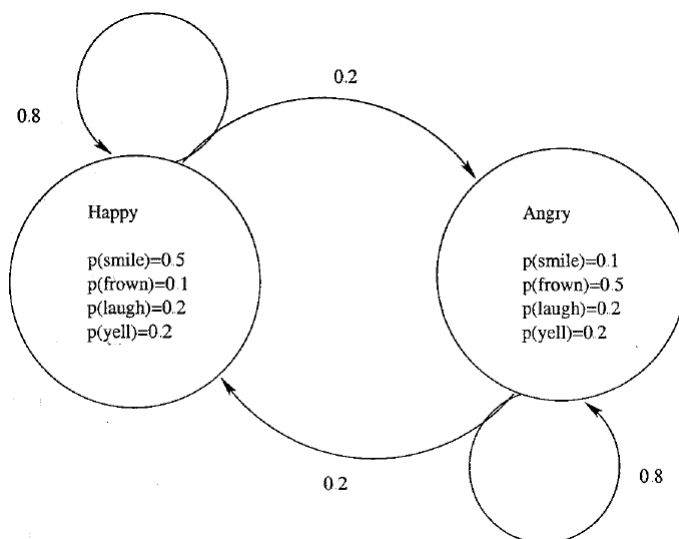 0.2
0.8
Happy
p(smile)=0.5
p(frown)=0.1
p(laugh)=0.2
p(yell)=0.2
Angry
p(smile)=0.1
p(frown)=0.5
p(laugh)=0.2
p(yell)=0.2
0.2
0.8